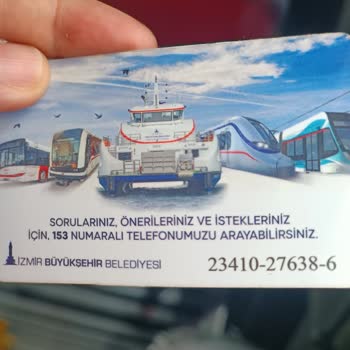 SORULARINIZ, ÖNERİLERİNİZ VE İSTEKLERİNİZ
İÇİN, 153 NUMARALI TELEFONUMUZU ARAYABİLİRSİNİZ.
İZMİR BÜYÜKŞEHİR BELEDİYESİ
23410-27638-6